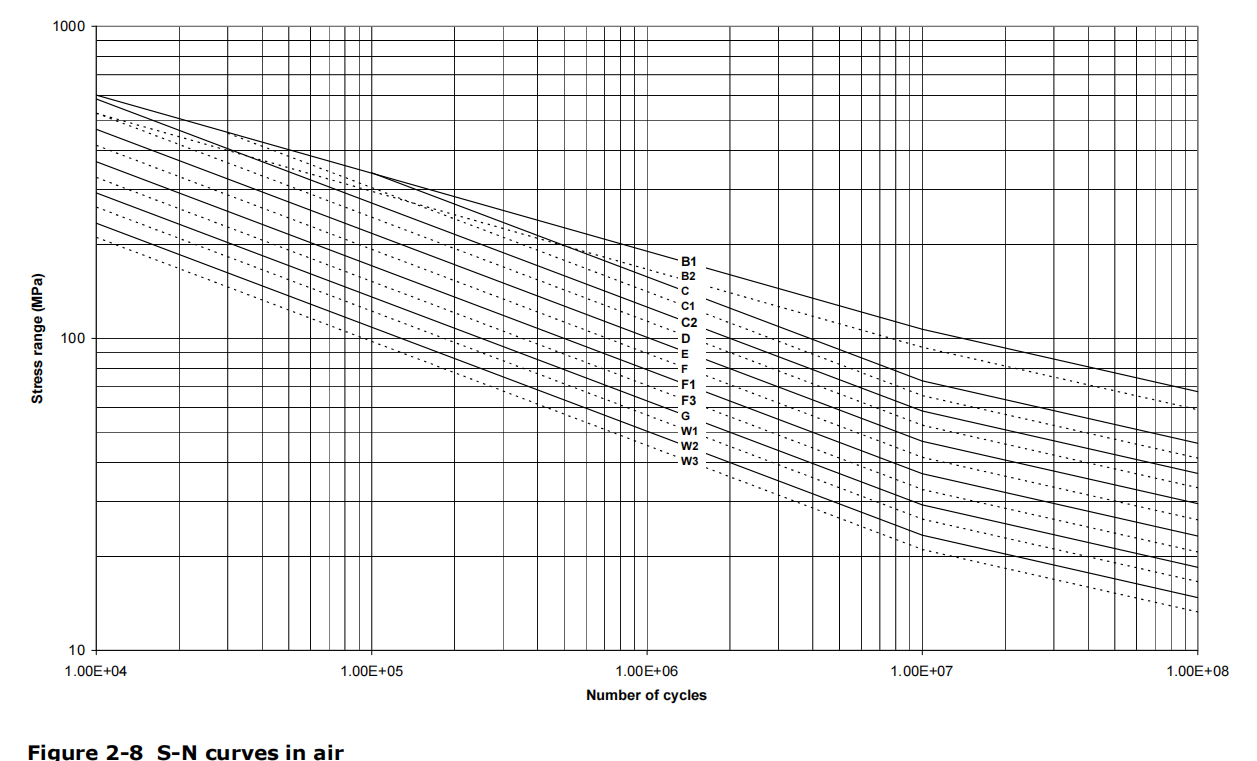 1000
100
10
Stress range (MPa)
B1
B2
C
C1
C2
D
E
F
F1
F3
G
W1
W2
W3
1.00E+04 1.00E+05 1.00E+06 1.00E+07 1.00E+08
Number of cycles
Figure 2-8 S-N curves in air